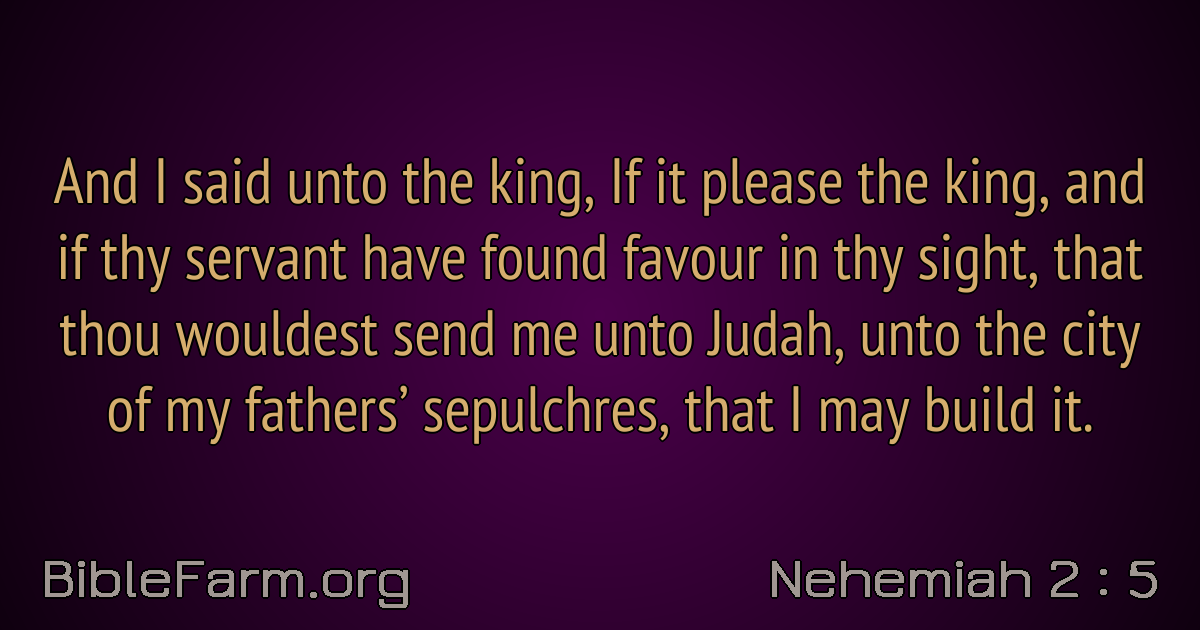 And I said unto the king, If it please the king, and
if thy servant have found favour in thy sight, that
thou wouldest send me unto Judah, unto the city
of my fathers’ sepulchres, that I may build it.
BibleFarm.org
Nehemiah 2 : 5